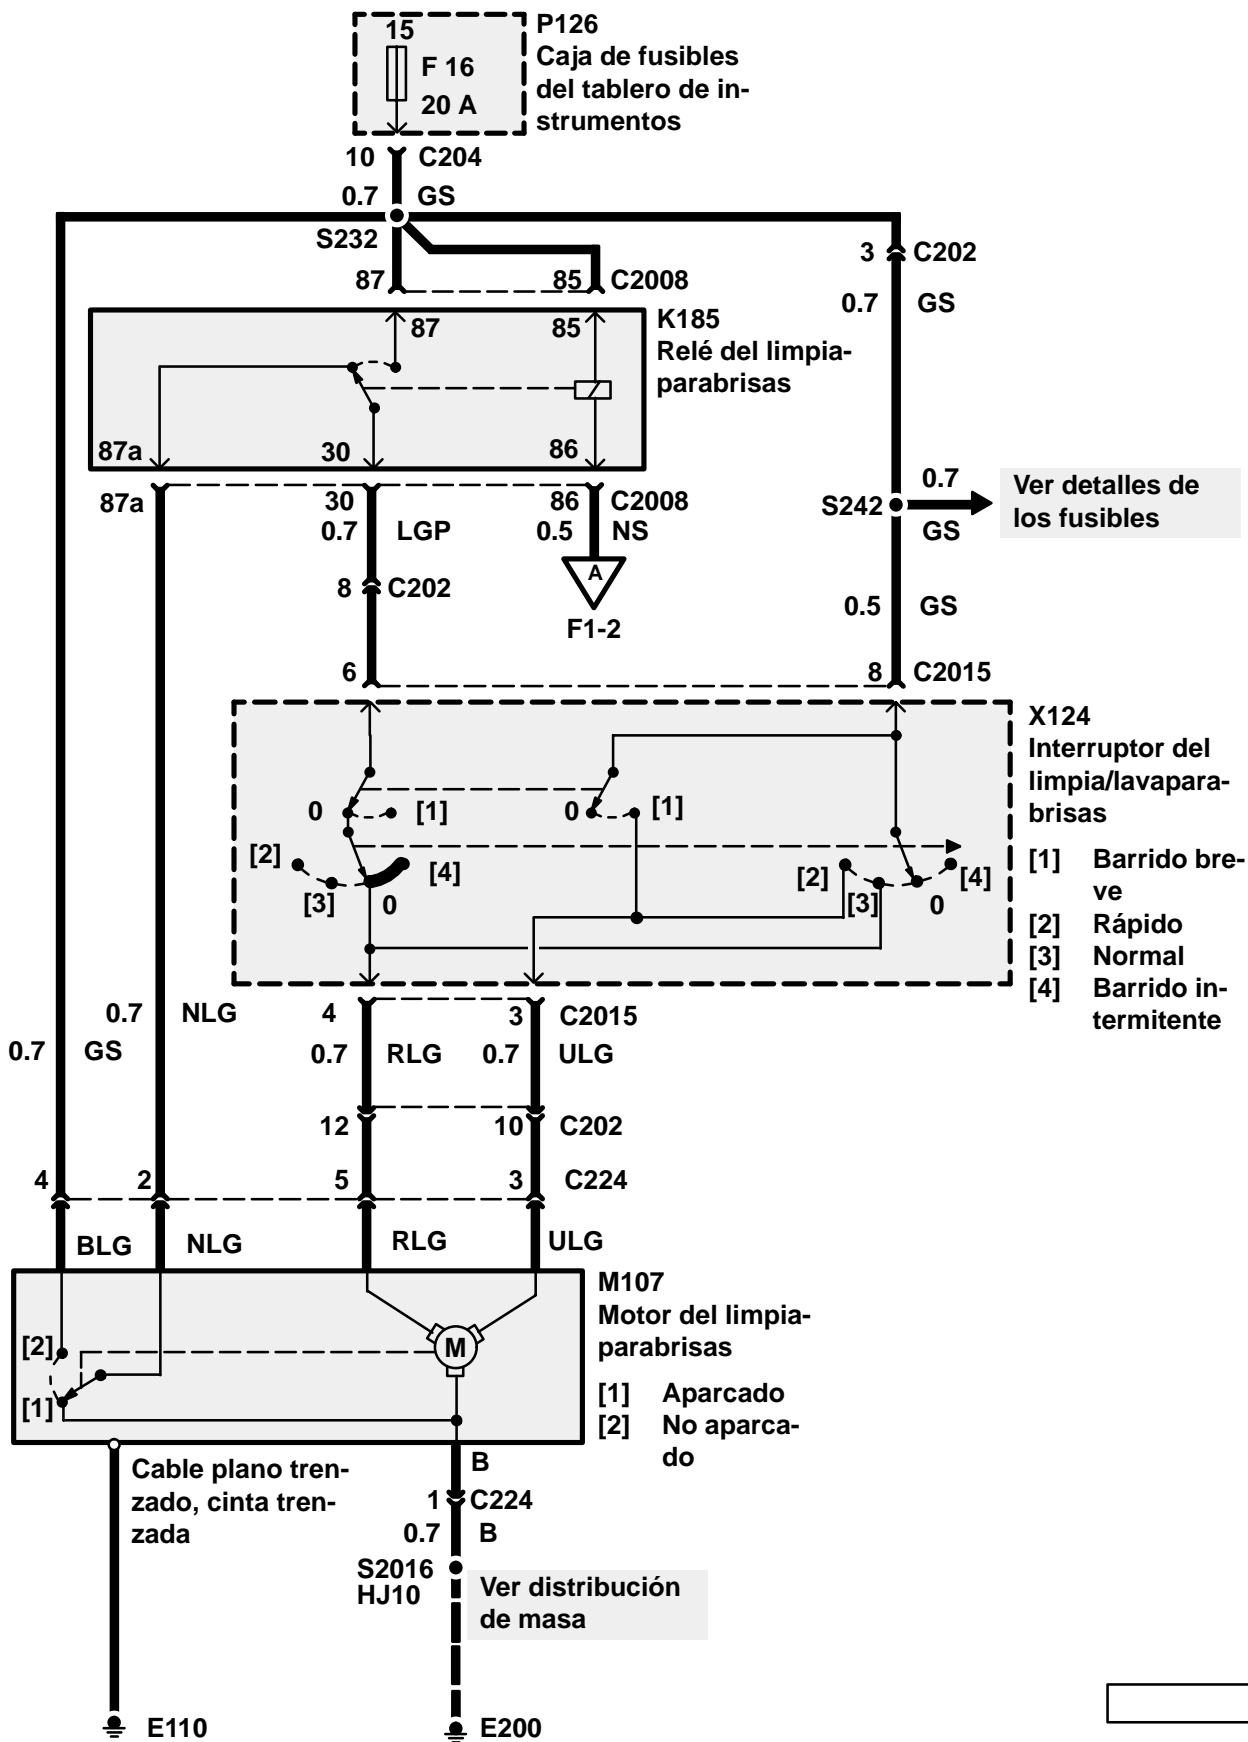 15
F 16
20 A
P126
Caja de fusibles
del tablero de in-
strumentos
10 C204
0.7 GS
S232
3 C202
87 85 C2008
0.7 GS
87 85
K185
Relé del limpia-
parabrisas
87a 30 86
87a 30 86 C2008
0.7 LGP 0.5 NS
0.7
S242
GS
Ver detalles de
los fusibles
8 C202
A
F1-2
0.5 GS
6 8 C2015
X124
Interruptor del
limpia/lavapara-
brisas
[1] Barrido bre-
ve
[2] Rápido
[3] Normal
[4] Barrido in-
termitente
0 [1] 0 [1]
[2] [4] [2] [4]
[3] 0 [3] 0
0.7 NLG
4 3 C2015
0.7 GS
0.7 RLG 0.7 ULG
12 10 C202
4 2 5 3 C224
BLG NLG RLG ULG
M107
Motor del limpia-
parabrisas
[1] Aparcado
[2] No aparca-
do
[2] M
[1]
Cable plano tren-
zado, cinta tren-
zada
B
1 C224
0.7 B
S2016
HJ10
Ver distribución
de masa
E110 E200